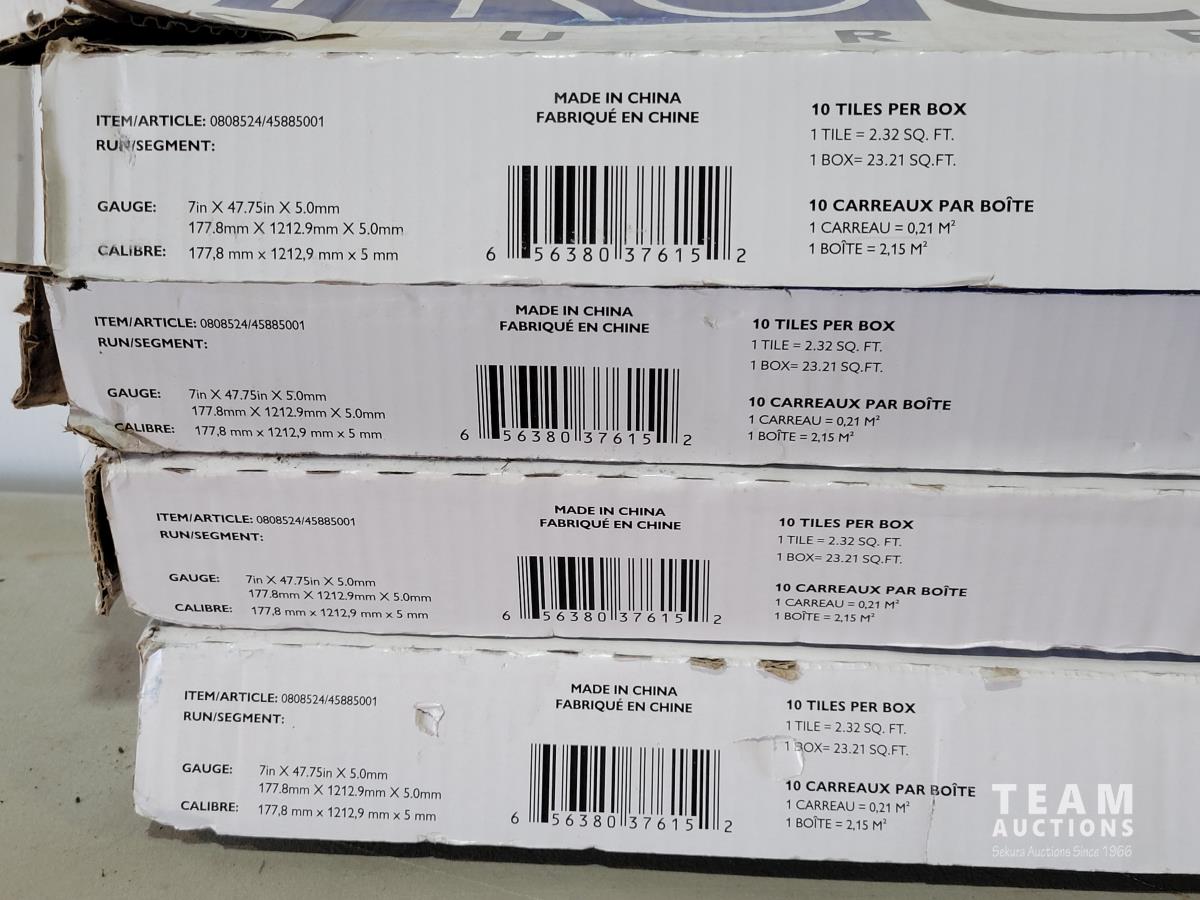 U R
ITEM/ARTICLE: 0808524/45885001
RUN/SEGMENT:
GAUGE: 7in X 47.75in X 5.0mm
177.8mm X 1212.9mm X 5.0mm
CALIBRE: 177,8 mm x 1212,9 mm x 5 mm
MADE IN CHINA
FABRIQUÉ EN CHINE
6 56380 37615 2
10 TILES PER BOX
1 TILE = 2.32 SQ. FT.
1 BOX= 23.21 SQ.FT.
10 CARREAUX PAR BOÎTE
1 CARREAU = 0,21 M²
1 BOÎTE = 2,15 M²
ITEM/ARTICLE: 0808524/45885001
RUN/SEGMENT:
GAUGE: 7in X 47.75in X 5.0mm
177.8mm X 1212.9mm X 5.0mm
CALIBRE: 177,8 mm x 1212,9 mm x 5 mm
MADE IN CHINA
FABRIQUÉ EN CHINE
6 56380 37615 2
10 TILES PER BOX
1 TILE = 2.32 SQ. FT.
1 BOX= 23.21 SQ.FT.
10 CARREAUX PAR BOÎTE
1 CARREAU = 0,21 M²
1 BOÎTE = 2,15 M²
ITEM/ARTICLE: 0808524/45885001
RUN/SEGMENT:
GAUGE: 7in X 47.75in X 5.0mm
177.8mm X 1212.9mm X 5.0mm
CALIBRE: 177,8 mm x 1212,9 mm x 5 mm
MADE IN CHINA
FABRIQUÉ EN CHINE
6 56380 37615 2
10 TILES PER BOX
1 TILE = 2.32 SQ. FT.
1 BOX= 23.21 SQ.FT.
10 CARREAUX PAR BOÎTE
1 CARREAU = 0,21 M²
1 BOÎTE = 2,15 M²
ITEM/ARTICLE: 0808524/45885001
RUN/SEGMENT:
GAUGE: 7in X 47.75in X 5.0mm
177.8mm X 1212.9mm X 5.0mm
CALIBRE: 177,8 mm x 1212,9 mm x 5 mm
MADE IN CHINA
FABRIQUÉ EN CHINE
6 56380 37615 2
10 TILES PER BOX
1 TILE = 2.32 SQ. FT.
1 BOX= 23.21 SQ.FT.
10 CARREAUX PAR BOÎTE
1 CARREAU = 0,21 M²
1 BOÎTE = 2,15 M²
TEAM
AUCTIONS
Sekura Auctions Since 1966